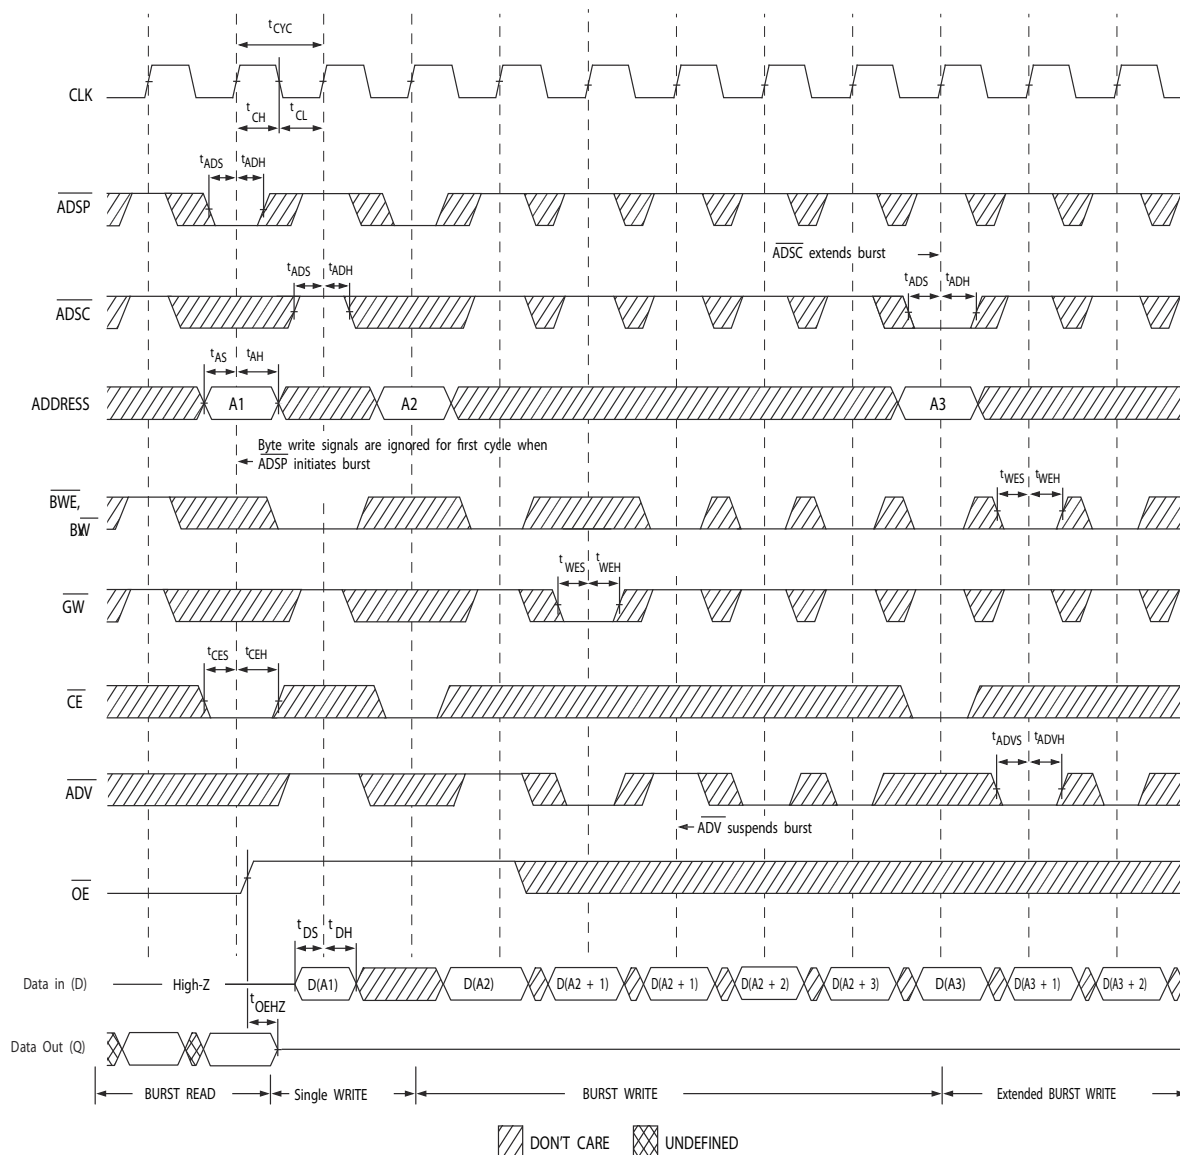 tCYC
CLK
tCH
tCL
tADS
tADH
ADSP
ADSC extends burst
tADS
tADH
tADS
tADH
ADSC
tAS
tAH
ADDRESS
A1
A2
A3
Byte write signals are ignored for first cycle when
ADSP initiates burst
BWE,
tWES
tWEH
tWES
tWEH
GW
tCES
tCEH
CE
tADVS
tADVH
ADV
ADV suspends burst
OE
tDS
tDH
Data in (D)
High-Z
D(A1)
D(A2)
D(A2 + 1)
D(A2 + 1)
D(A2 + 2)
D(A2 + 3)
D(A3)
D(A3 + 1)
D(A3 + 2)
tOEHZ
Data Out (Q)
BURST READ
Single WRITE
BURST WRITE
Extended BURST WRITE
DON'T CARE
UNDEFINED